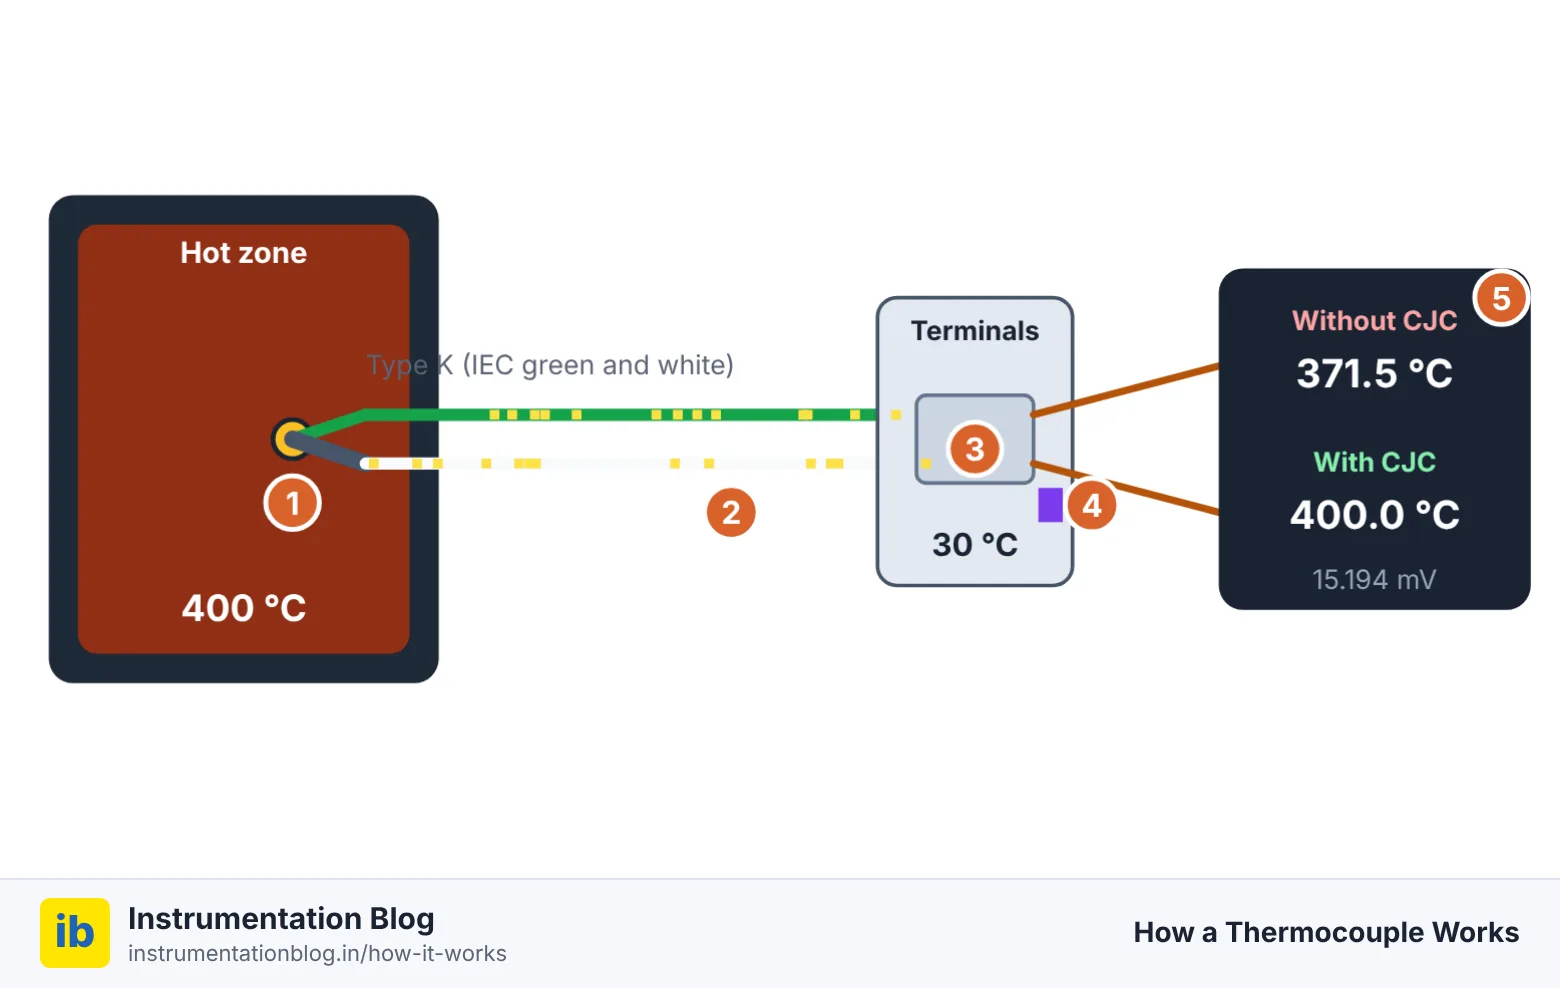 Hot zone
Type K (IEC green and white)
1
400 °C
2
Terminals
3
4
30 °C
5
Without CJC
371.5 °C
With CJC
400.0 °C
15.194 mV
ib
Instrumentation Blog
instrumentationblog.in/how-it-works
How a Thermocouple Works